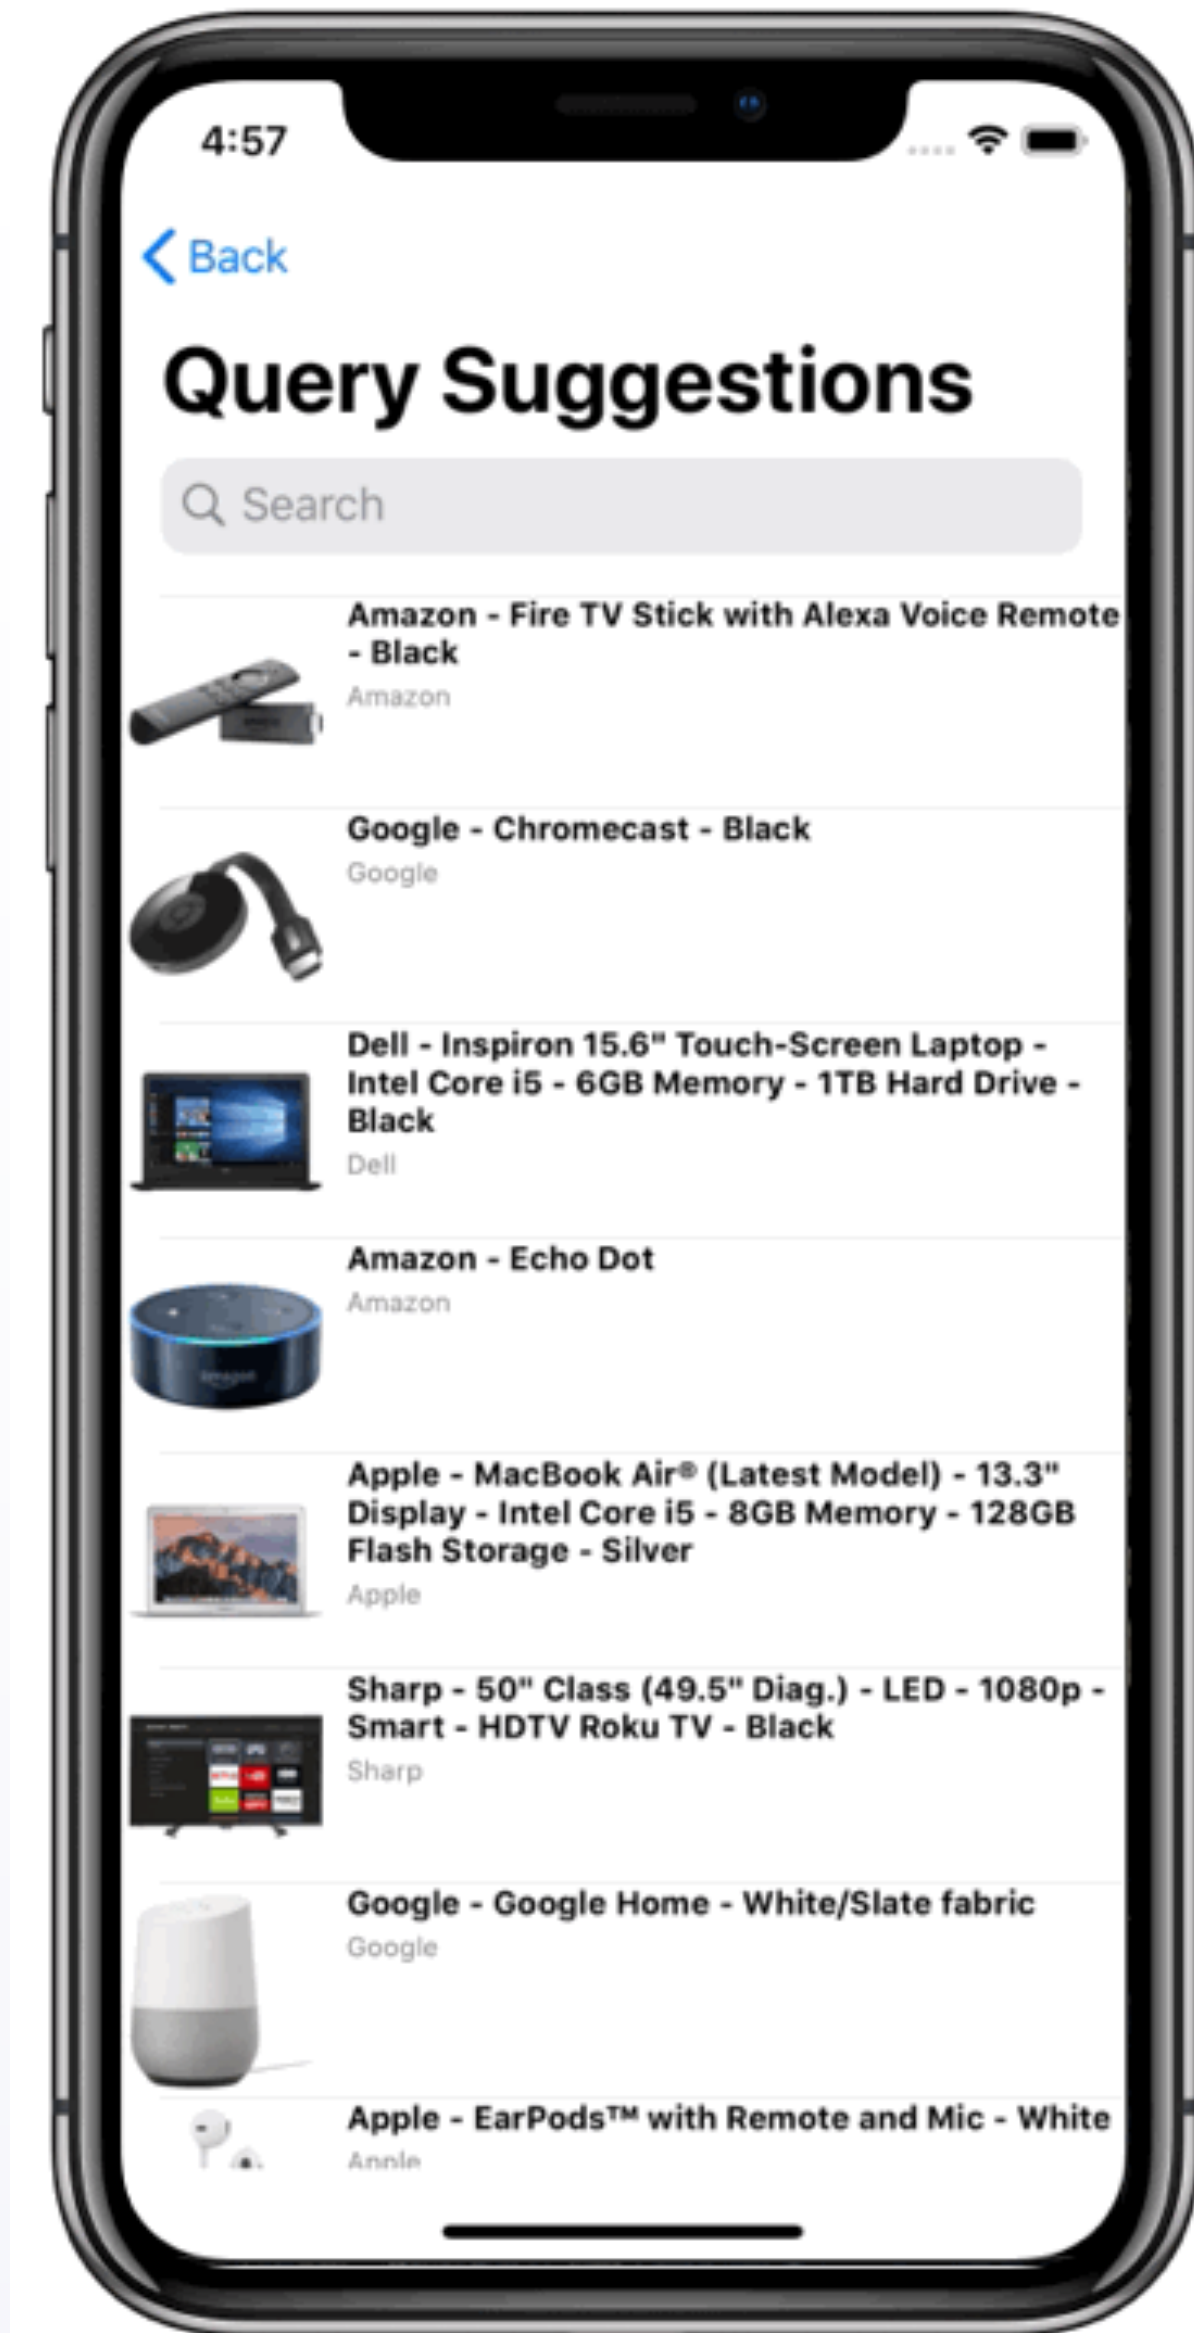 4:57
Back
Query Suggestions
Search
Amazon - Fire TV Stick with Alexa Voice Remote
- Black
Amazon
Google - Chromecast - Black
Google
Dell - Inspiron 15.6" Touch-Screen Laptop -
Intel Core i5 - 6GB Memory - 1TB Hard Drive -
Black
Dell
Amazon - Echo Dot
Amazon
amazon
Apple - MacBook Air® (Latest Model) - 13.3"
Display - Intel Core i5 - 8GB Memory - 128GB
Flash Storage - Silver
Apple
Sharp - 50" Class (49.5" Diag.) - LED - 1080p -
Smart - HDTV Roku TV - Black
Sharp
Google - Google Home - White/Slate fabric
Google
Apple - EarPods™ with Remote and Mic - White
Apple